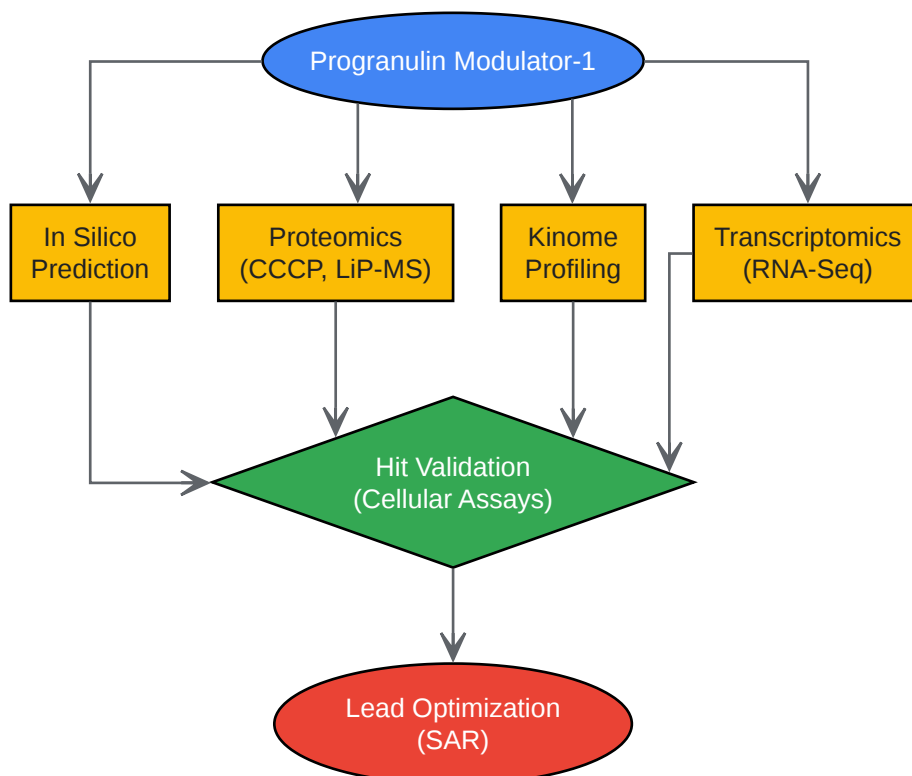 Progranulin Modulator-1
In Silico
Prediction
Proteomics
(CCCP, LiP-MS)
Kinome
Profiling
Transcriptomics
(RNA-Seq)
Hit Validation
(Cellular Assays)
Lead Optimization
(SAR)